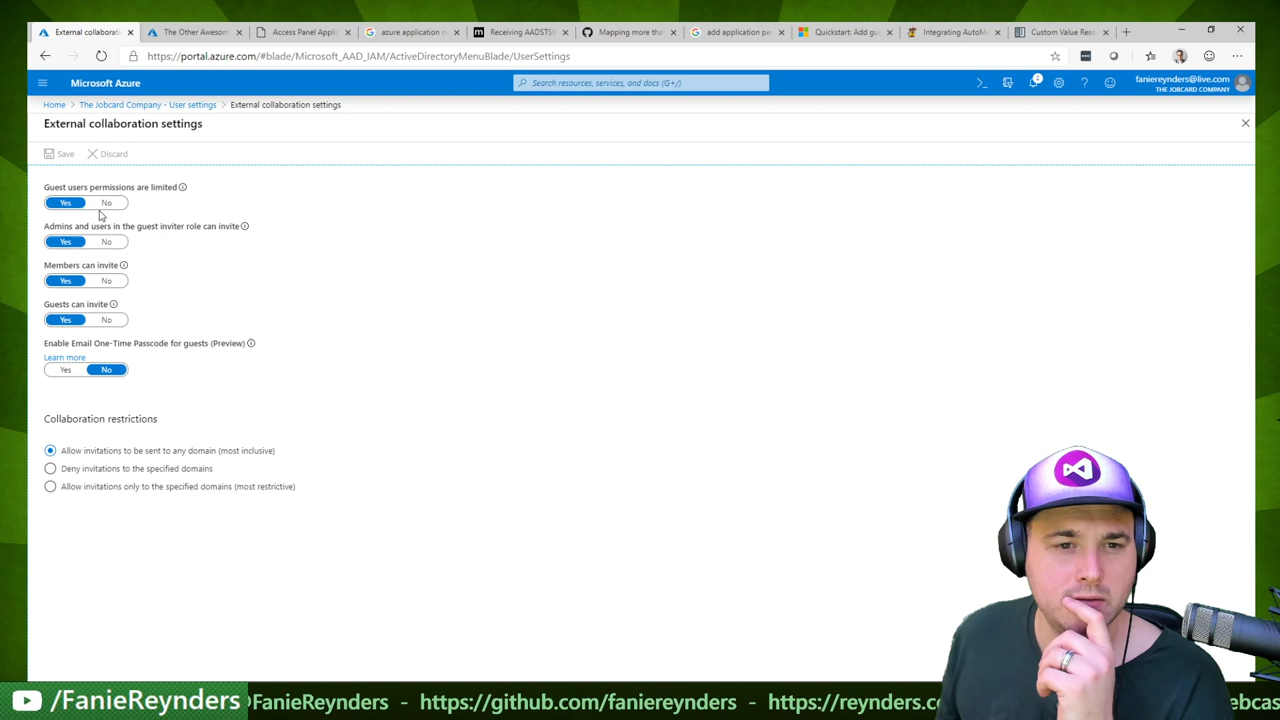 External collaborati
The Other Awesom
Access Panel Applic
azure application n
Receiving AADSTS9
Mapping more tha
add application pe
Quickstart: Add gu
Integrating AutoM
Custom Value Res
https://portal.azure.com/#blade/Microsoft_AAD_IAM/ActiveDirectoryMenuBlade/UserSettings
Microsoft Azure
Search resources, services, and docs (G+/)
1
faniereynders@live.com
THE JOBCARD COMPANY
Home > The Jobcard Company - User settings > External collaboration settings
External collaboration settings
Save Discard
Guest users permissions are limited
Yes No
Admins and users in the guest inviter role can invite
Yes No
Members can invite
Yes No
Guests can invite
Yes No
Enable Email One-Time Passcode for guests (Preview)
Learn more
Yes No
Collaboration restrictions
Allow invitations to be sent to any domain (most inclusive)
Deny invitations to the specified domains
Allow invitations only to the specified domains (most restrictive)
/FanieReynders @FanieReynders - https://github.com/faniereynders - https://reynders.c ebcas